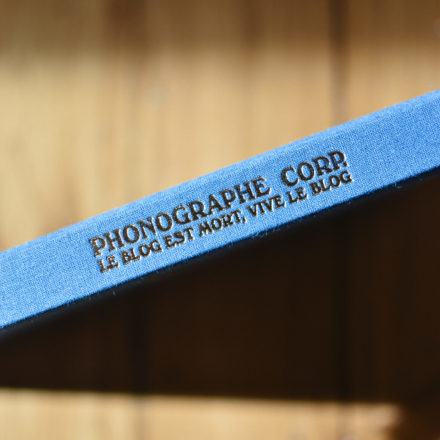 PHONOGRAPHE CORP.
LE BLOG EST MORT, VIVE LE BLOG